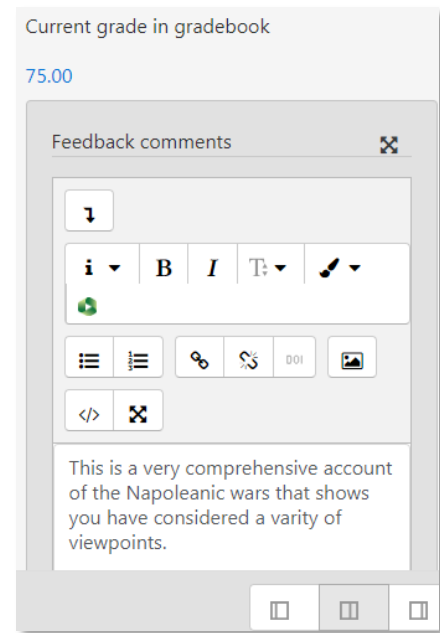 Current grade in gradebook
75.00
Feedback comments
i B I T
DOI
</>
This is a very comprehensive account
of the Napoleanic wars that shows
you have considered a varity of
viewpoints.